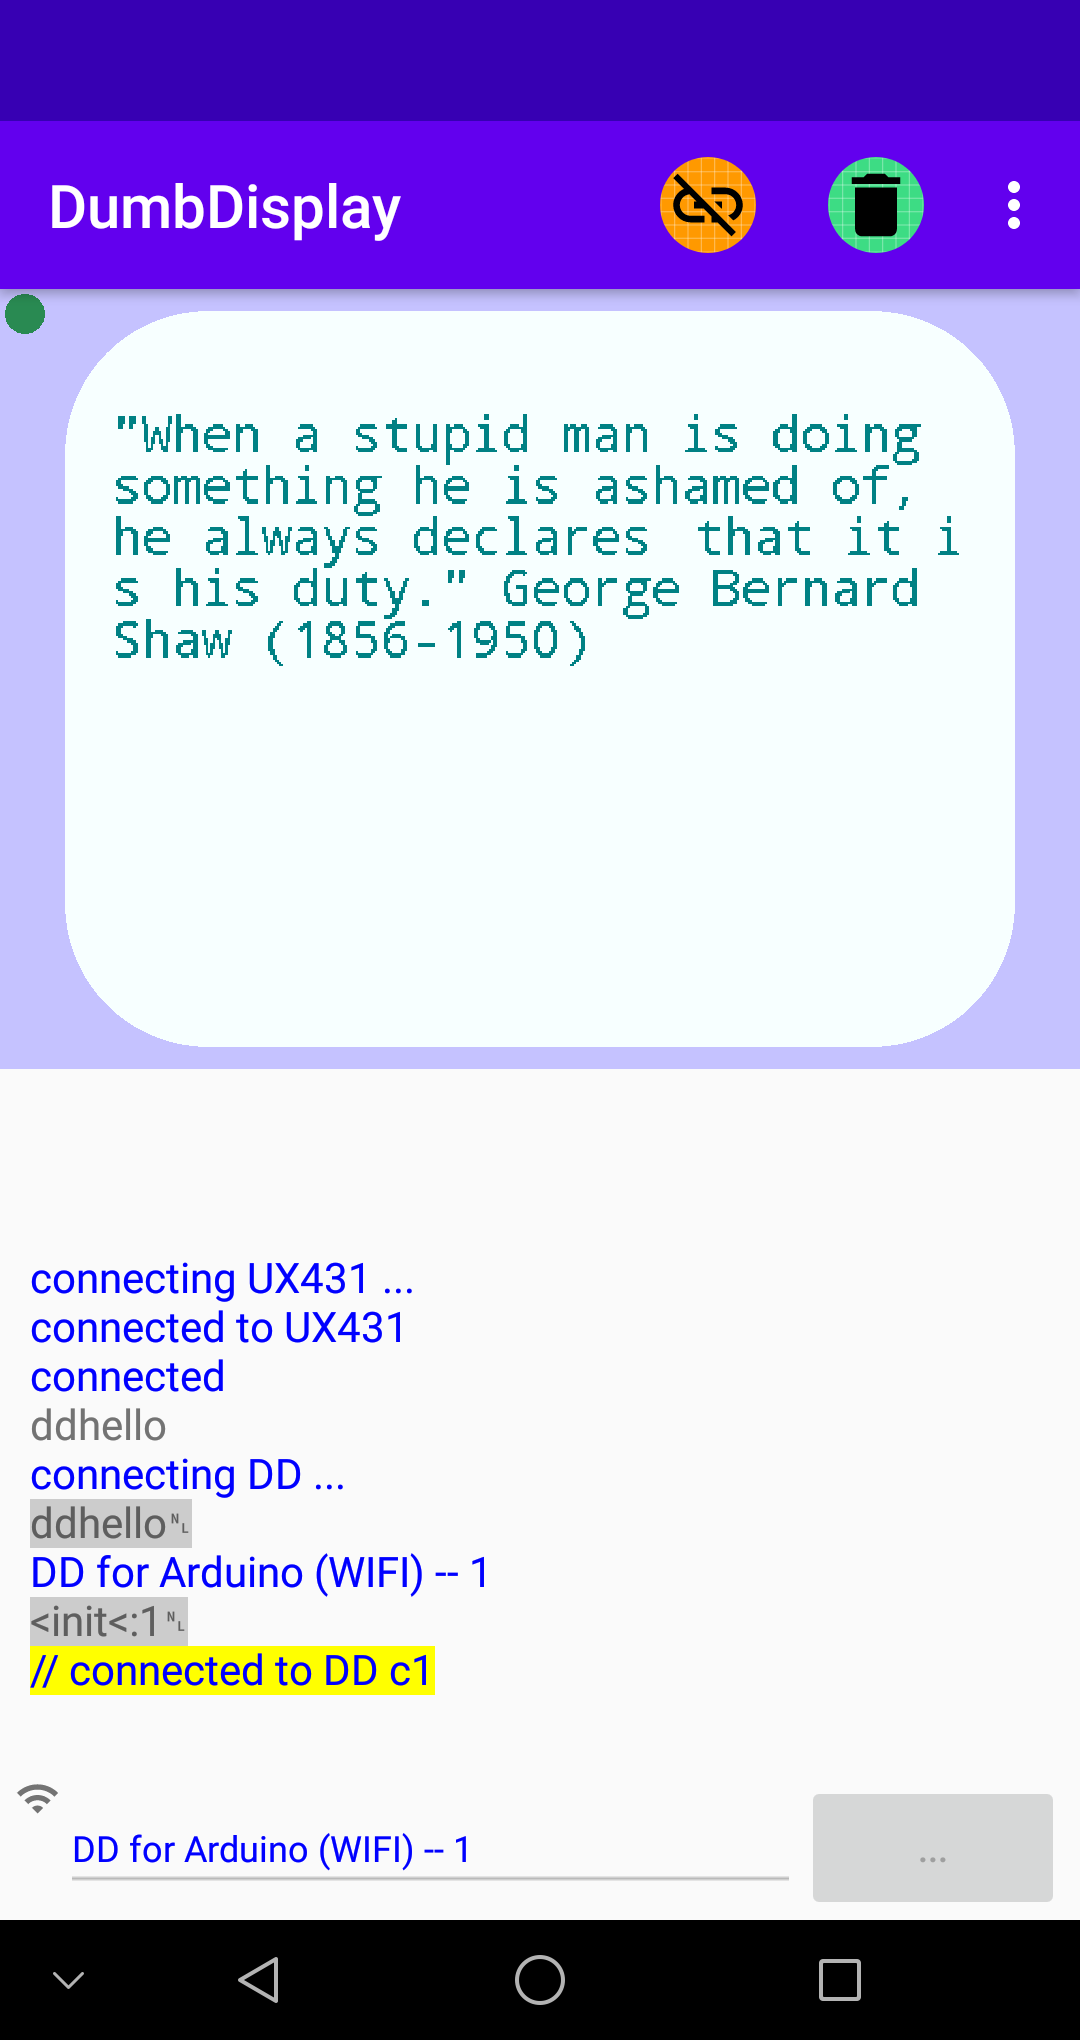 DumbDisplay
"When a stupid man is doing
something he is ashamed of,
he always declares that it i
s his duty." George Bernard
Shaw (1856-1950)
connecting UX431 ...
connected to UX431
connected
ddhello
connecting DD ...
ddhello␤
DD for Arduino (WIFI) -- 1
<init<:1␤
// connected to DD c1
DD for Arduino (WIFI) -- 1
...